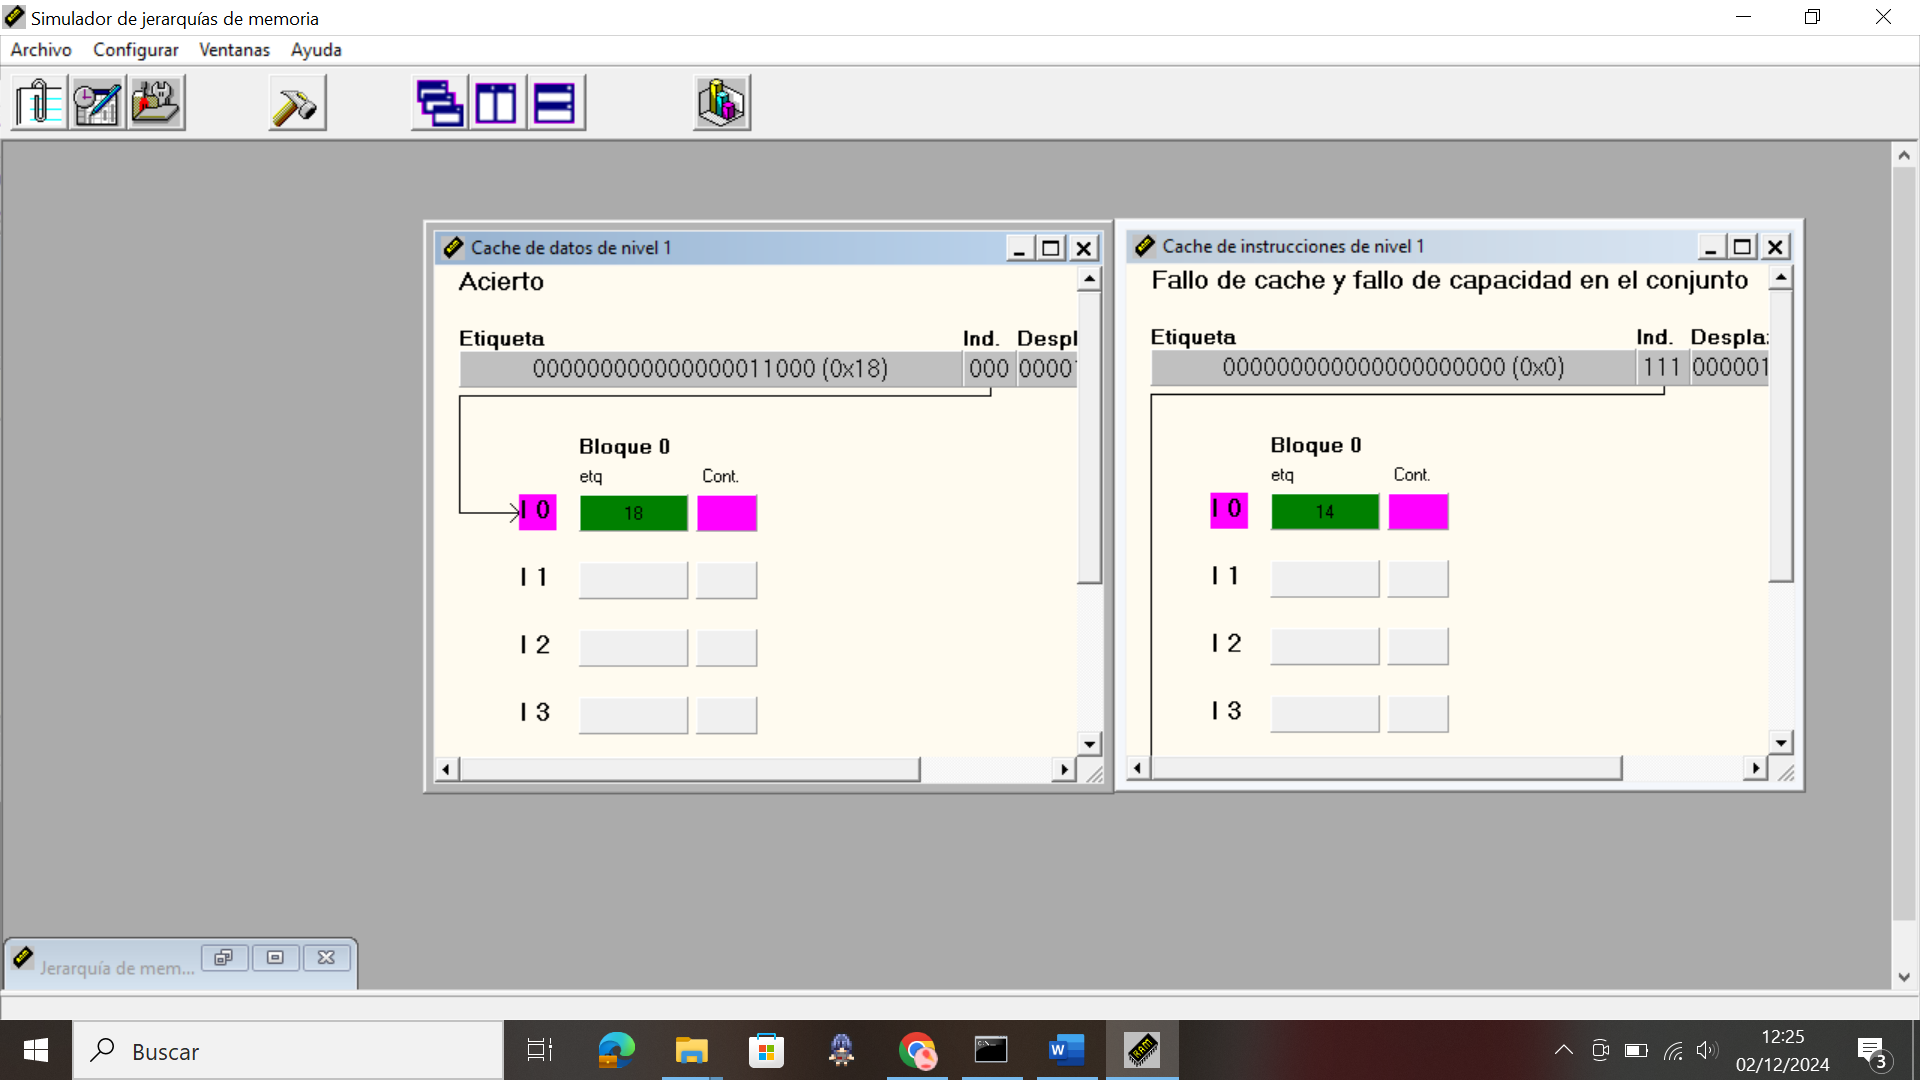 Simulador de jerarquías de memoria
Archivo Configurar Ventanas Ayuda
Cache de datos de nivel 1
Acierto
Etiqueta Ind. Despl
000000000000000011000 (0x18) 000 0000
Bloque 0
etq Cont.
I 0 18
I 1
I 2
I 3
Cache de instrucciones de nivel 1
Fallo de cache y fallo de capacidad en el conjunto
Etiqueta Ind. Despla
000000000000000000000 (0x0) 111 000001
Bloque 0
etq Cont.
I 0 14
I 1
I 2
I 3
Jerarquía de mem...
Buscar
12:25
02/12/2024
3